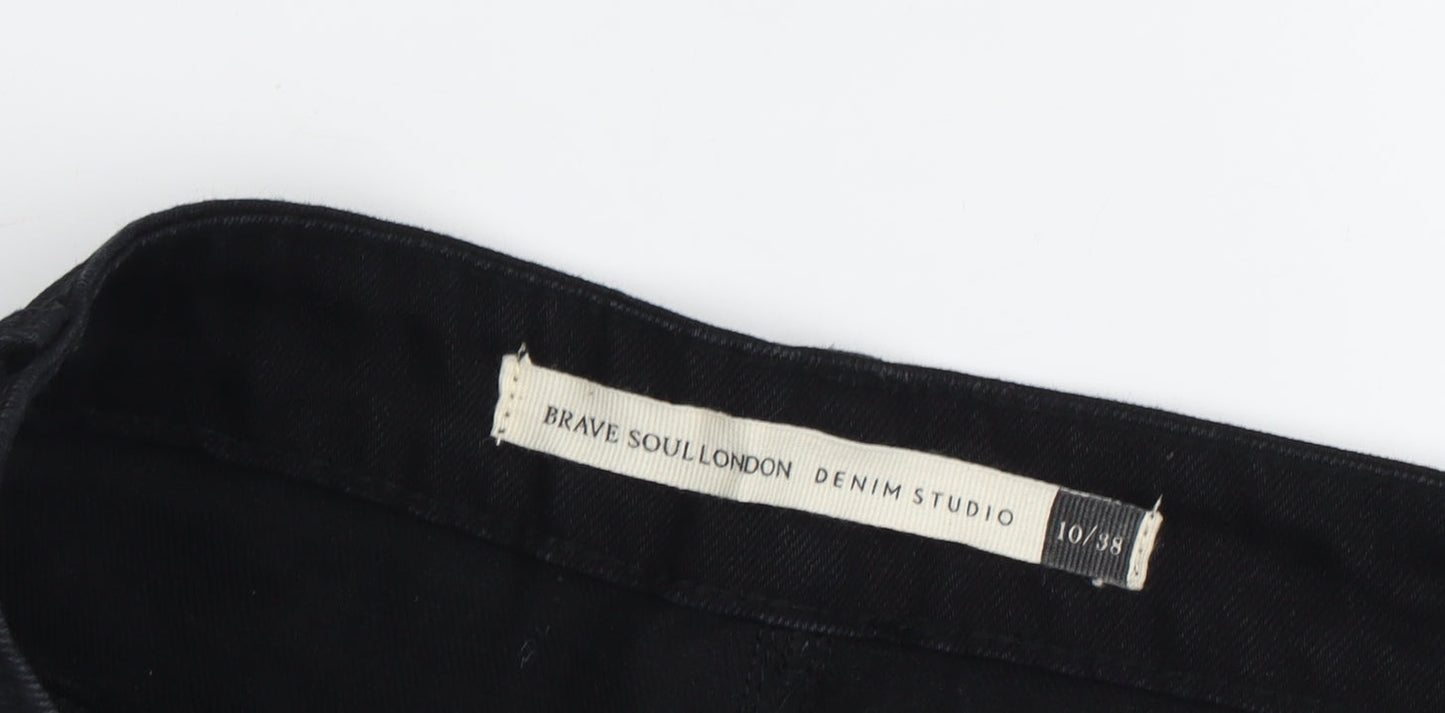 BRAVE SOUL LONDON DENIM STUDIO 10/38